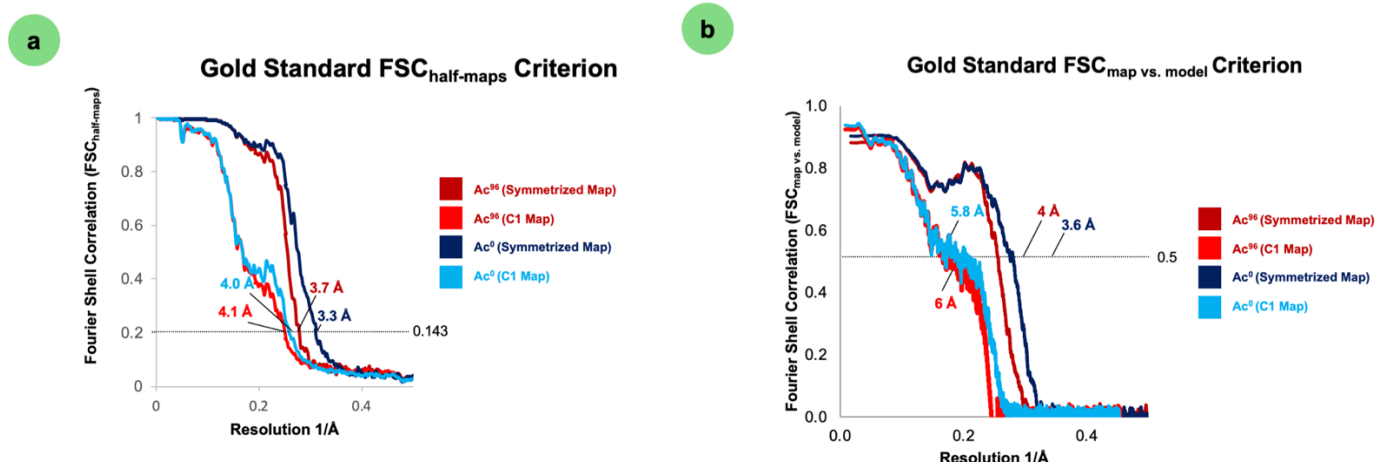 a
Gold Standard FSChalf-maps Criterion
Fourier Shell Correlation (FSChalf-maps)
1
0.8
0.6
0.4
0.2
0
0
0.2
0.4
Resolution 1/Å
4.0 Å
4.1 Å
3.7 Å
3.3 Å
0.143
Ac96 (Symmetrized Map)
Ac96 (C1 Map)
Ac0 (Symmetrized Map)
Ac0 (C1 Map)
b
Gold Standard FSCmap vs. model Criterion
Fourier Shell Correlation (FSCmap vs. model)
1.0
0.8
0.6
0.4
0.2
0.0
0.0
0.2
0.4
Resolution 1/Å
5.8 Å
4 Å
3.6 Å
6 Å
0.5
Ac96 (Symmetrized Map)
Ac96 (C1 Map)
Ac0 (Symmetrized Map)
Ac0 (C1 Map)